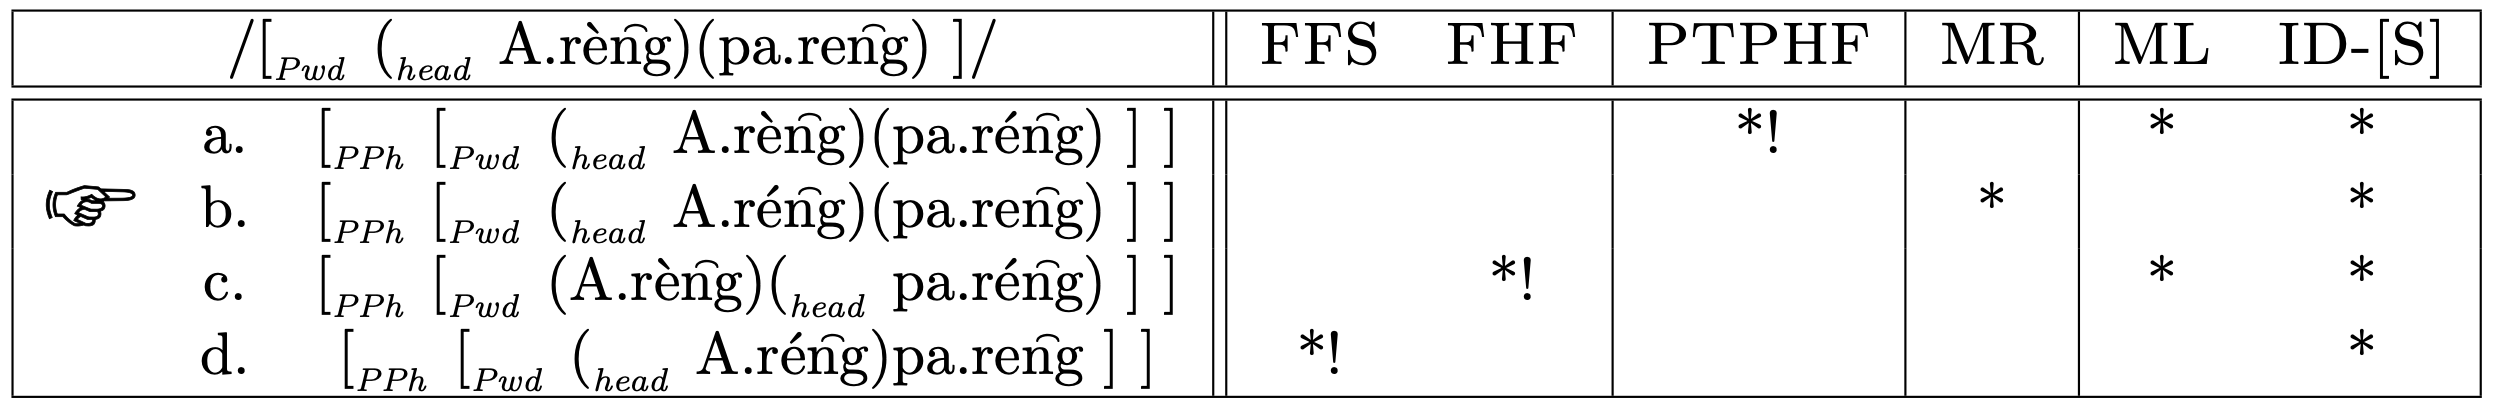 /[Pwd (head A.rèn͡g)(pa.ren͡g) ]/ FFS FHF PTPHF MR ML ID-[S]
a. [PPh [Pwd (head A.rèn͡g)(pa.rén͡g) ] ] *! * *
☞ b. [PPh [Pwd (head A.rén͡g)(pa.rèn͡g) ] ] * *
c. [PPh [Pwd (A.rèn͡g)(head pa.rén͡g) ] ] *! * *
d. [PPh [Pwd (head A.rén͡g)pa.ren͡g ] ] *! *